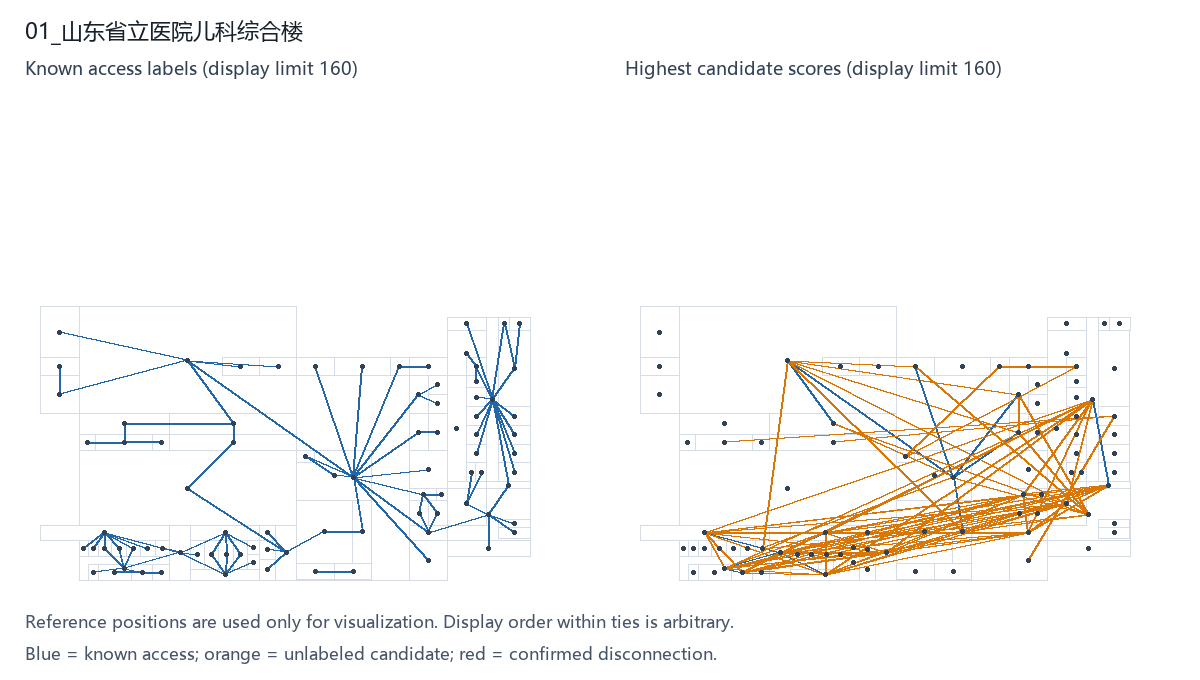 01_山东省立医院儿科综合楼
Known access labels (display limit 160)
Highest candidate scores (display limit 160)
Reference positions are used only for visualization. Display order within ties is arbitrary.
Blue = known access; orange = unlabeled candidate; red = confirmed disconnection.